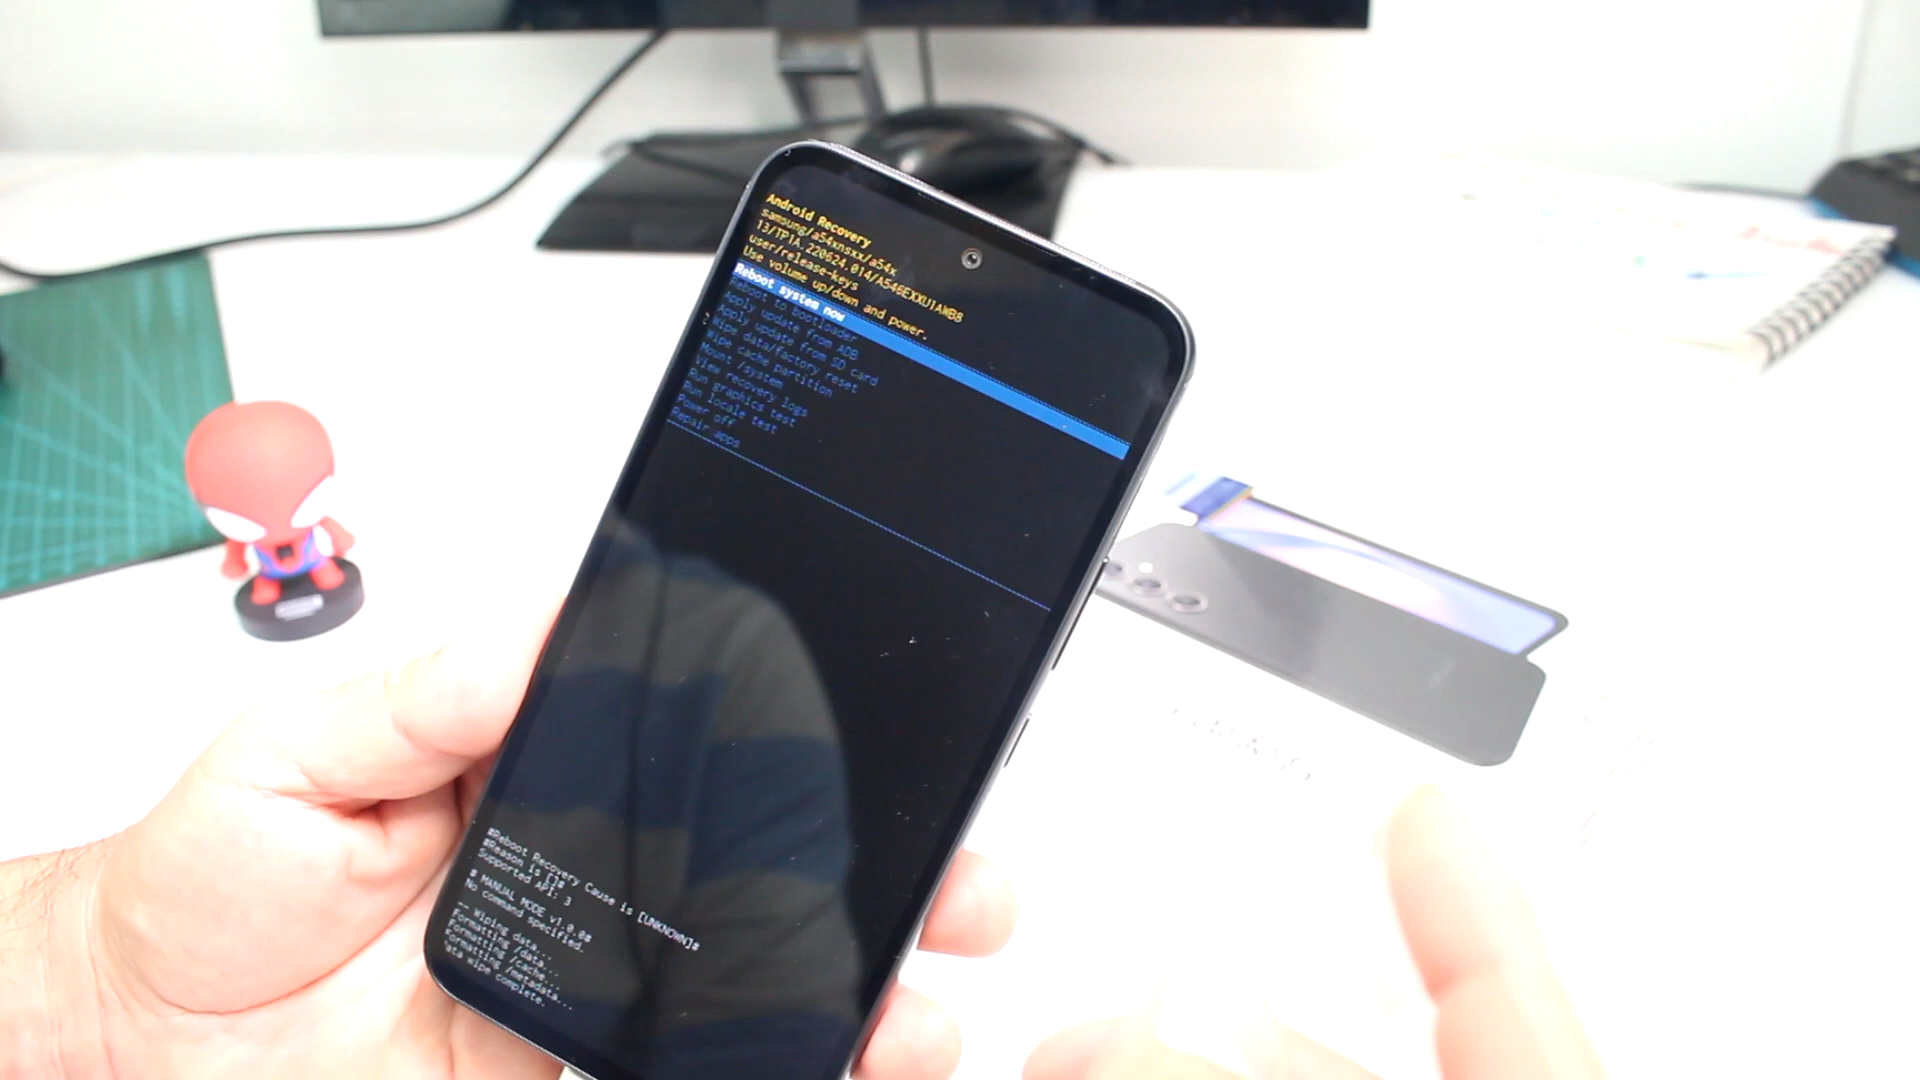 Android Recovery
samsung/a54xnsxx/a54x
13/TP1A.220624.014/A546EXXU1AWB8
user/release-keys
Use volume up/down and power.
Reboot system now
Reboot to bootloader
Apply update from ADB
Apply update from SD card
Wipe data/factory reset
Wipe cache partition
Mount /system
View recovery logs
Run graphics test
Run locale test
Power off
Repair apps
#Reboot Recovery Cause is [UNKNOWN]#
#Reason is []#
Supported API: 3
# MANUAL MODE v1.0.0#
No command specified.
-- Wiping data...
Formatting /data...
Formatting /cache...
Formatting /metadata...
ata wipe complete.